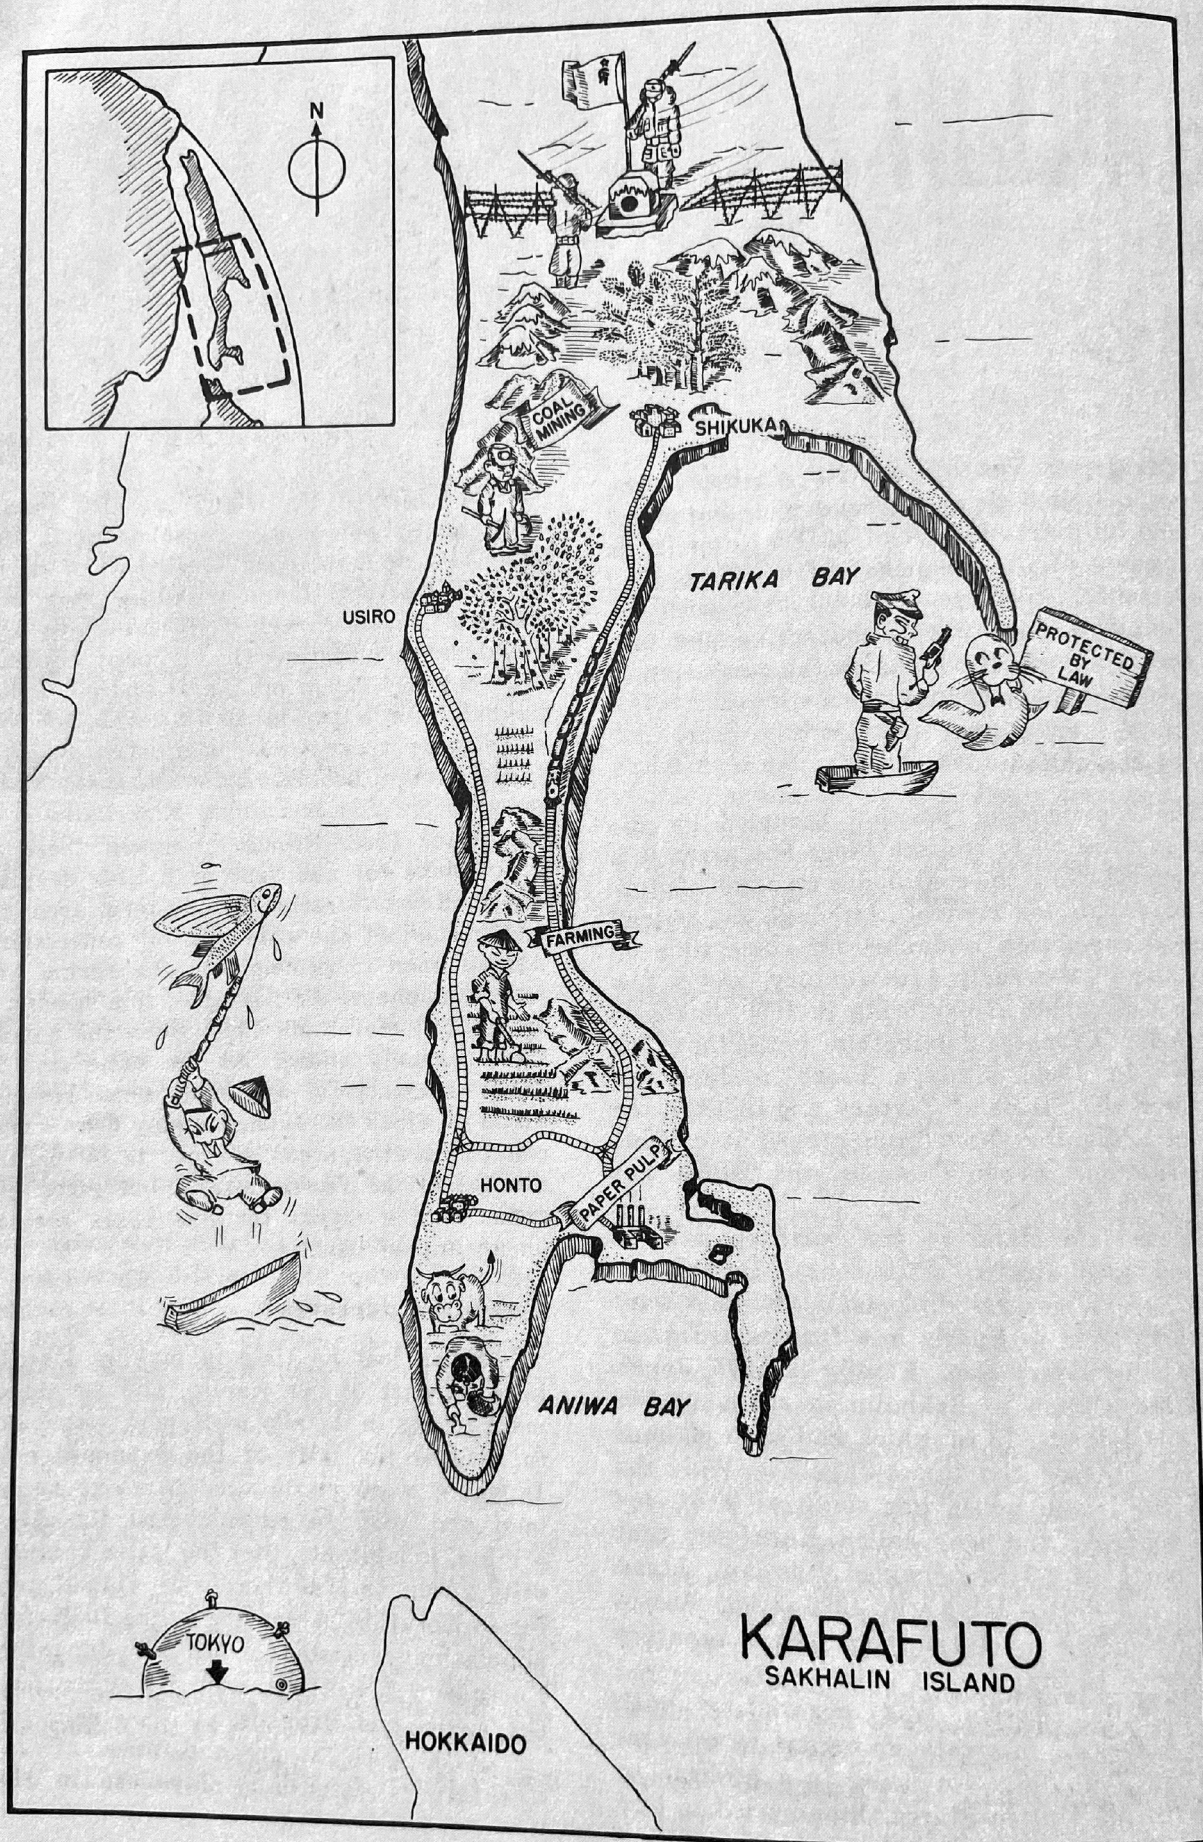 N
COAL
MINING
SHIKUKA
TARIKA BAY
USIRO
PROTECTED
BY
LAW
FARMING
HONTO
PAPER PULP
ANIWA BAY
TOKYO
KARAFUTO
SAKHALIN ISLAND
HOKKAIDO